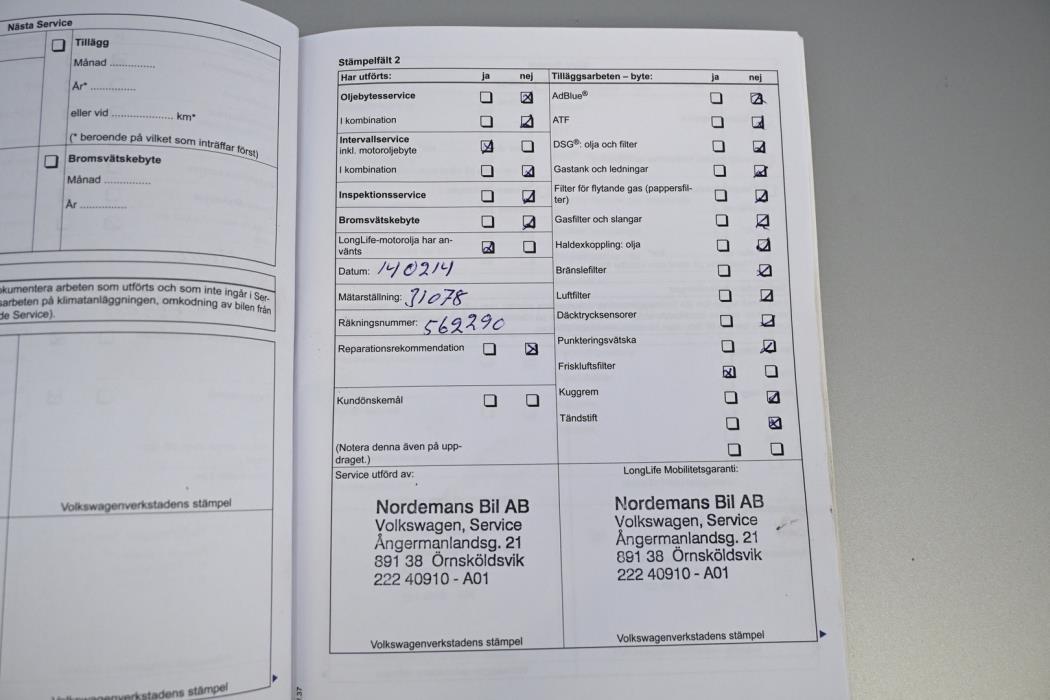 Nästa Service
Tillägg
Månad ...............
År* ...............
eller vid .................... km*
(* beroende på vilket som inträffar först)
Bromsvätskebyte
Månad ...............
År ...............
kumentera arbeten som utförts och som inte ingår i Ser-
arbeten på klimatanläggningen, omkodning av bilen från
de Service).
Volkswagenverkstadens stämpel
Volkswagenverkstadens stämpel
Stämpelfält 2
Har utförts: ja nej
Oljebytesservice
I kombination
Intervallservice
inkl. motoroljebyte
I kombination
Inspektionsservice
Bromsvätskebyte
LongLife-motorolja har an-
vänts
Datum: 140214
Mätarställning: 31078
Räkningsnummer: 562290
Reparationsrekommendation
Kundönskemål
(Notera denna även på upp-
draget.)
Tilläggsarbeten – byte: ja nej
AdBlue®
ATF
DSG®: olja och filter
Gastank och ledningar
Filter för flytande gas (pappersfil-
ter)
Gasfilter och slangar
Haldexkoppling: olja
Bränslefilter
Luftfilter
Däcktrycksensorer
Punkteringsvätska
Friskluftsfilter
Kuggrem
Tändstift
Service utförd av:
Nordemans Bil AB
Volkswagen, Service
Ångermanlandsg. 21
891 38 Örnsköldsvik
222 40910 - A01
Volkswagenverkstadens stämpel
LongLife Mobilitetsgaranti:
Nordemans Bil AB
Volkswagen, Service
Ångermanlandsg. 21
891 38 Örnsköldsvik
222 40910 - A01
Volkswagenverkstadens stämpel